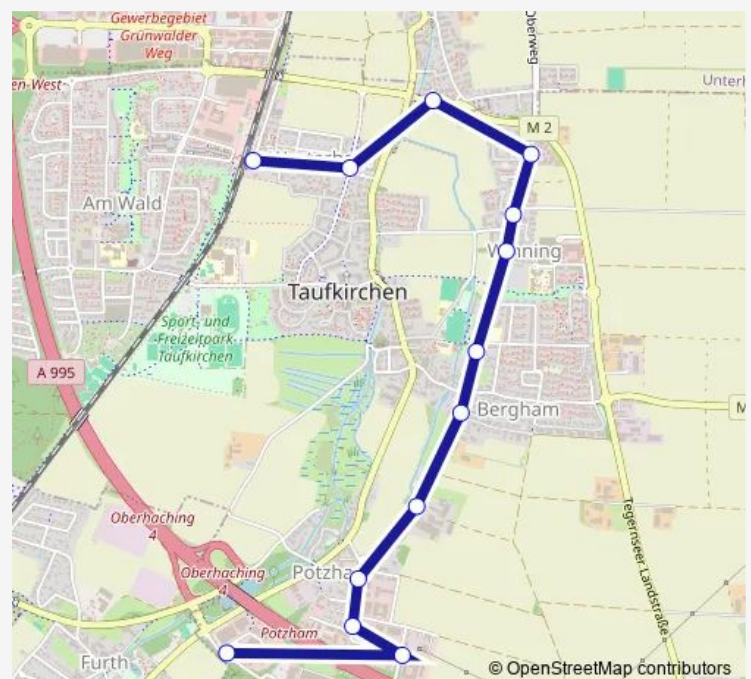 Gewerbegebiet
Grünwalder
Weg
Oberweg
en-West
Unterh
M 2
Am Wald
Winning
Taufkirchen
Sport- und
Freizeitpark
Taufkirchen
A 995
Bergham
M
Oberhaching
4
Tegernseer Landstraße
Oberhaching
4
Potzha
Potzham
Furth
© OpenStreetMap contributors